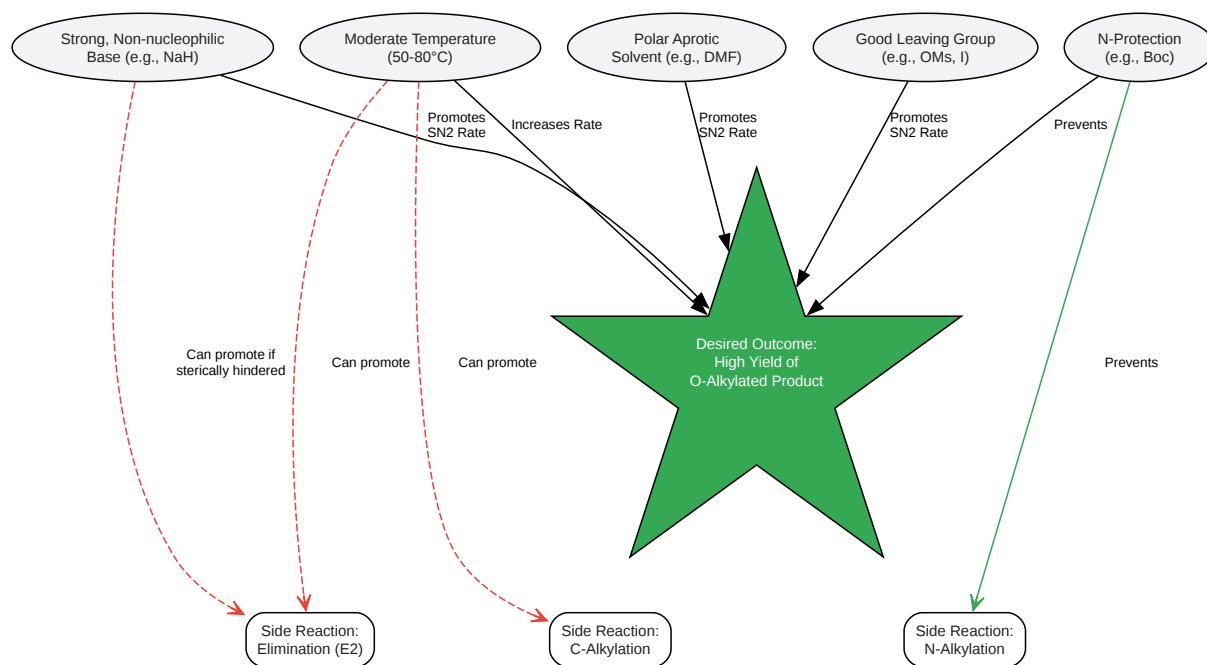 Strong, Non-nucleophilic
Base (e.g., NaH)
Moderate Temperature
(50-80°C)
Polar Aprotic
Solvent (e.g., DMF)
Good Leaving Group
(e.g., OMs, I)
N-Protection
(e.g., Boc)
Promotes
SN2 Rate
Increases Rate
Promotes
SN2 Rate
Promotes
SN2 Rate
Prevents
Desired Outcome:
High Yield of
O-Alkylated Product
Can promote if
sterically hindered
Can promote
Can promote
Prevents
Side Reaction:
Elimination (E2)
Side Reaction:
C-Alkylation
Side Reaction:
N-Alkylation